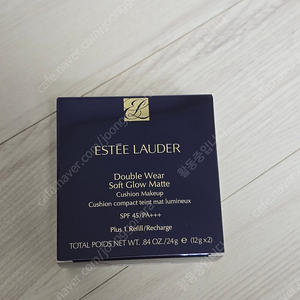 ESTĒE LAUDER
Double Wear
Soft Glow Matte
Cushion Makeup
Cushion compact teint mat lumineux
SPF 45/PA+++
Plus 1 Refill/Recharge
TOTAL POIDS NET WT. .84 OZ./24g e (12g x2)